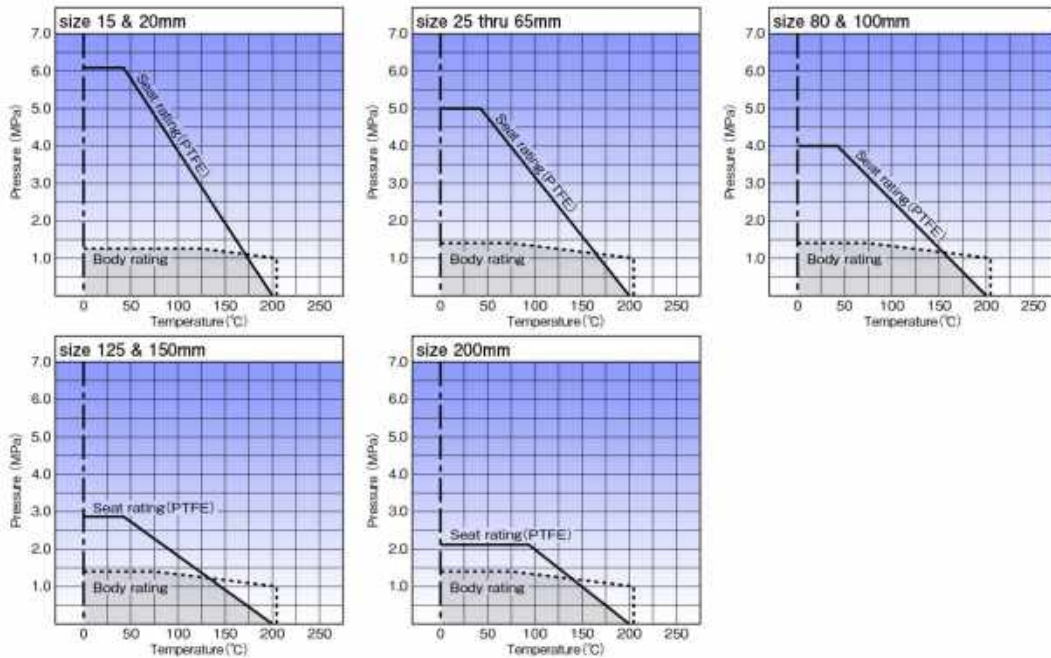 size 15 & 20mm
7.0
6.0
5.0
4.0
3.0
2.0
1.0
Pressure (MPa)
Seat rating(PTFE)
Body rating
0 50 100 150 200 250
Temperature(℃)
size 25 thru 65mm
7.0
6.0
5.0
4.0
3.0
2.0
1.0
Pressure (MPa)
Seat rating(PTFE)
Body rating
0 50 100 150 200 250
Temperature(℃)
size 80 & 100mm
7.0
6.0
5.0
4.0
3.0
2.0
1.0
Pressure (MPa)
Seat rating(PTFE)
Body rating
0 50 100 150 200 250
Temperature(℃)
size 125 & 150mm
7.0
6.0
5.0
4.0
3.0
2.0
1.0
Pressure (MPa)
Seat rating(PTFE)
Body rating
0 50 100 150 200 250
Temperature(℃)
size 200mm
7.0
6.0
5.0
4.0
3.0
2.0
1.0
Pressure (MPa)
Seat rating(PTFE)
Body rating
0 50 100 150 200 250
Temperature(℃)